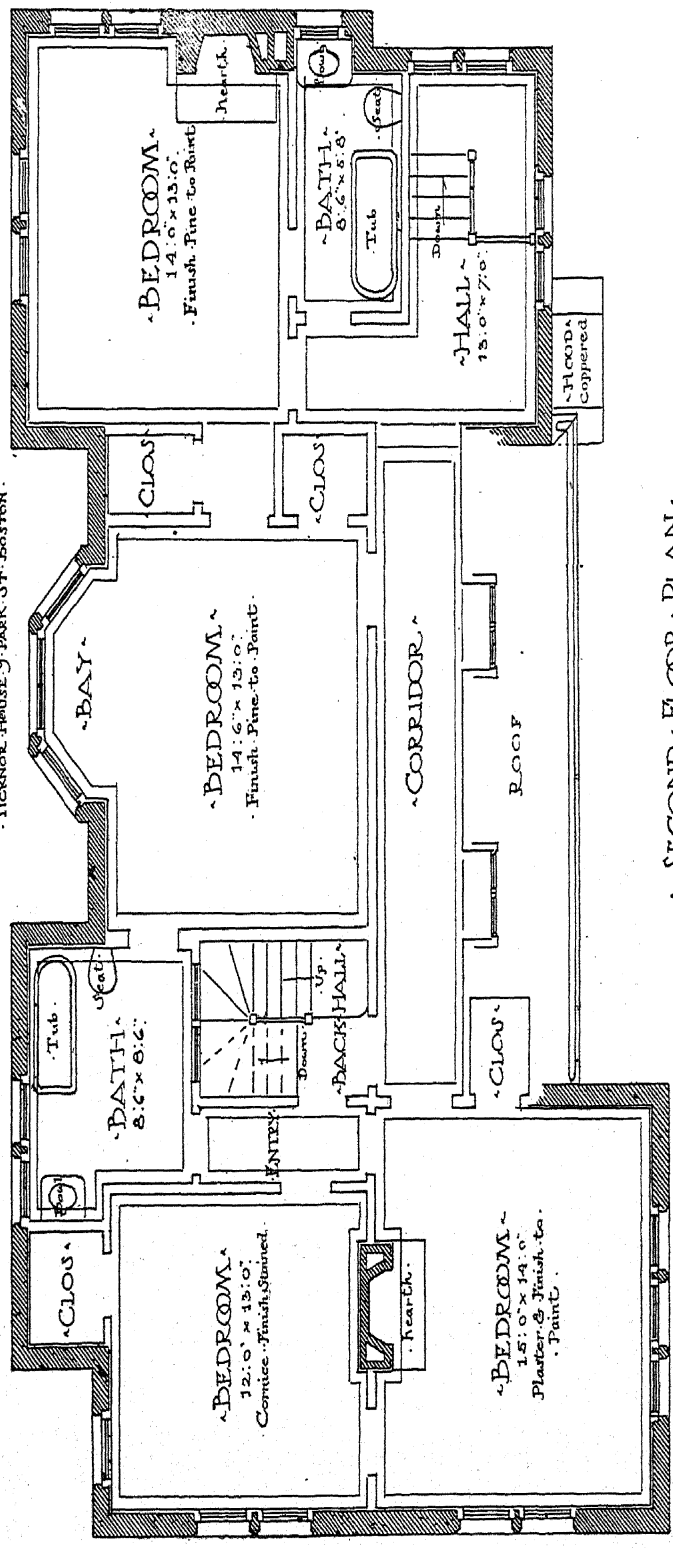 · TICKNOR · HOUSE · 9 · PARK · ST · BOSTON ·
~CLOS~
Bowl
~BATH~
8'.6"x 8'.6"
· Tub ·
Seat
~BAY~
~BEDROOM~
12'.0" x 13'.0"
Cornice · Finish Stained
ENTRY
Down
· Up ·
~BACK HALL~
~BEDROOM~
14'.6"x 13'.0"
· Finish · Pine · to · Paint ·
~CLOS~
~CLOS~
~BEDROOM~
14'.0"x 13'.0"
· Finish · Pine to Paint
hearth ·
Bowl
~BATH~
8'.6"x 5'.8"
· Tub
· Seat ·
Down
~HALL~
13'.0"x 7'.0"
~HOOD~
Coppered
~CORRIDOR~
ROOF
~CLOS~
· hearth ·
~BEDROOM~
15'.0"x 14'.0"
Plaster & Finish · to ·
· Paint ·
~ SECOND · FLOOR · PLAN ~